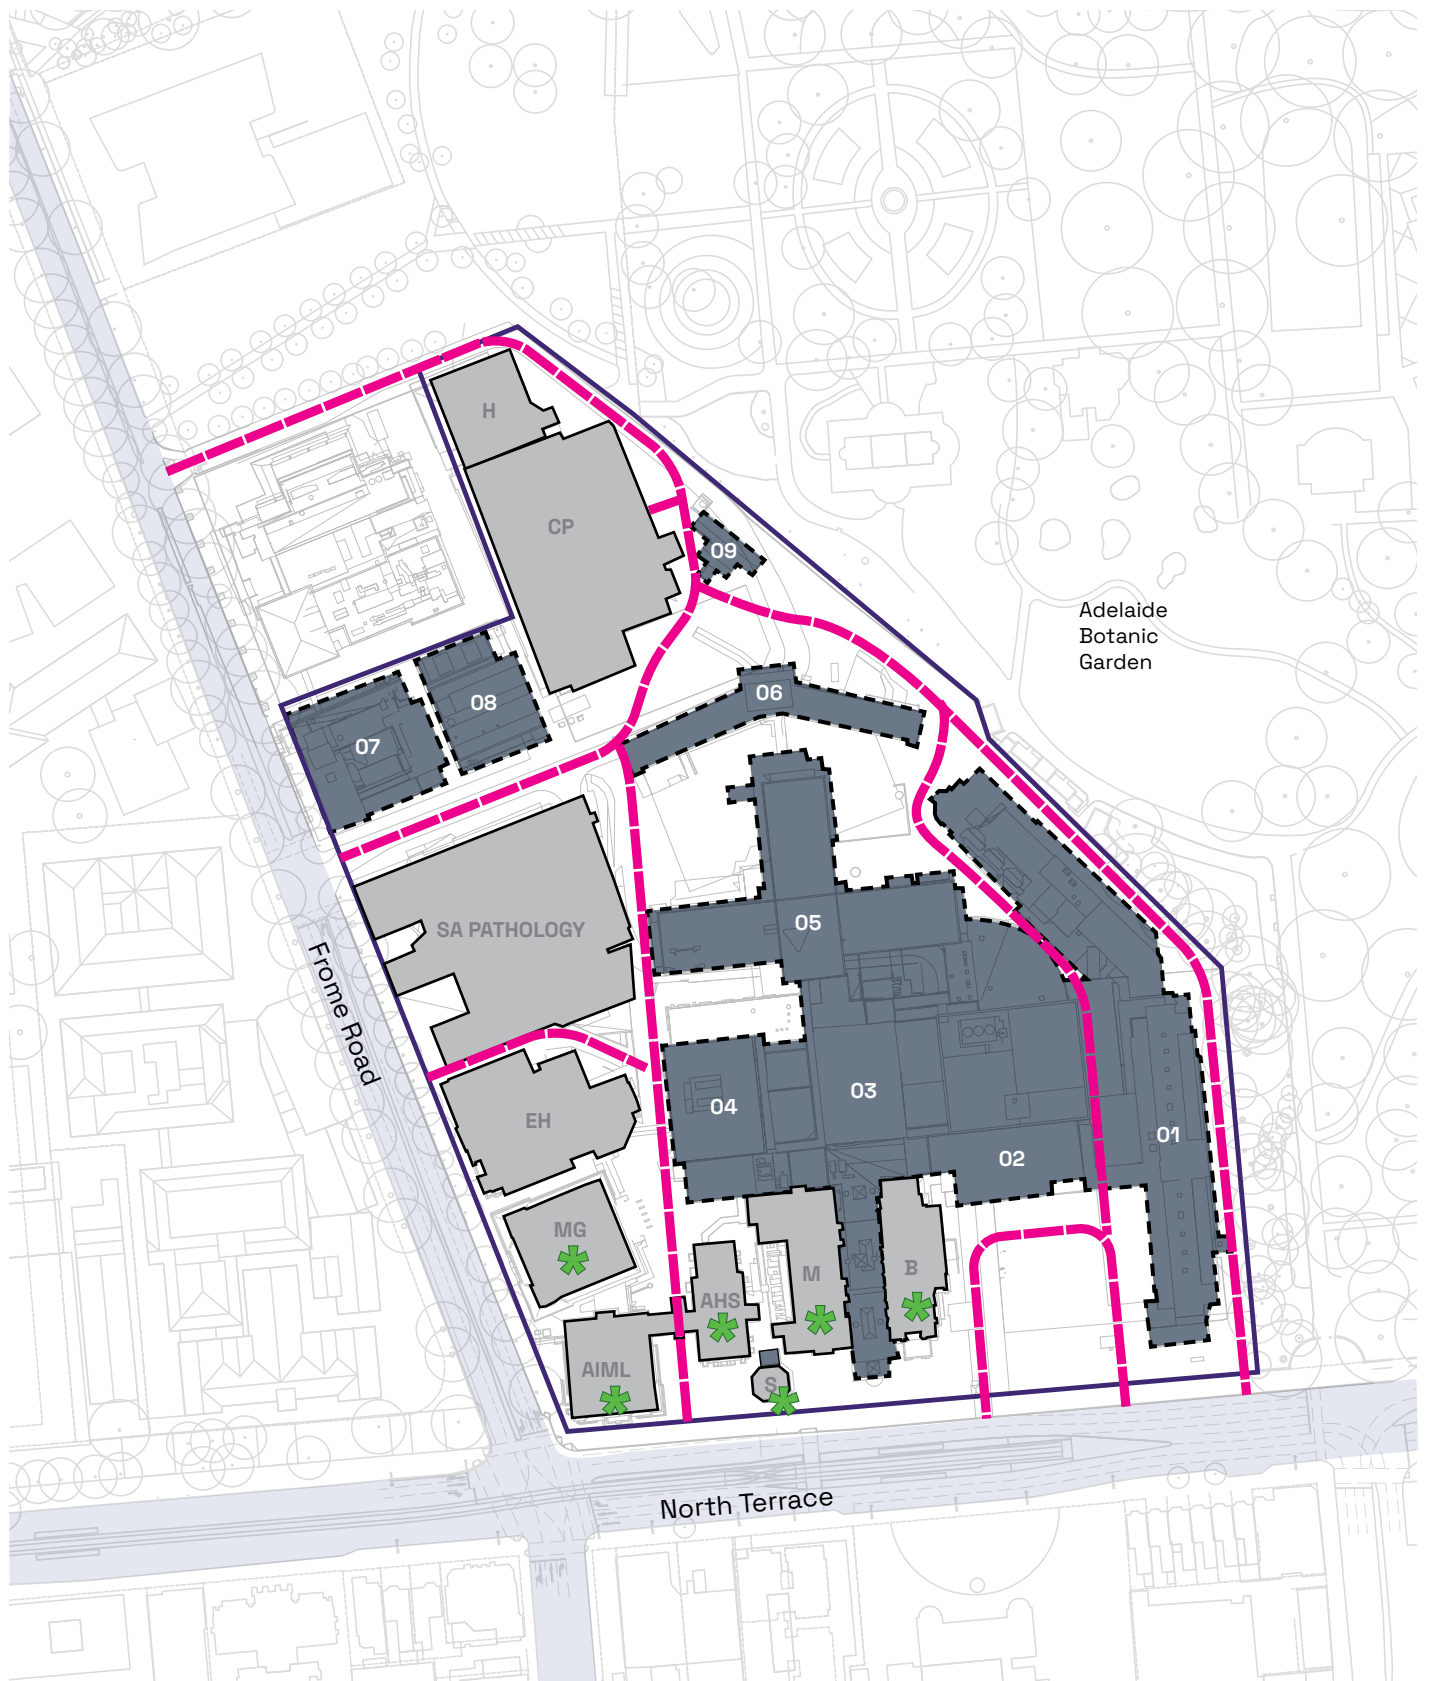 H
CP
09
Adelaide
Botanic
Garden
06
08
07
05
SA PATHOLOGY
Frome Road
03
04
EH
01
02
MG
B
M
AHS
AIML
S
North Terrace